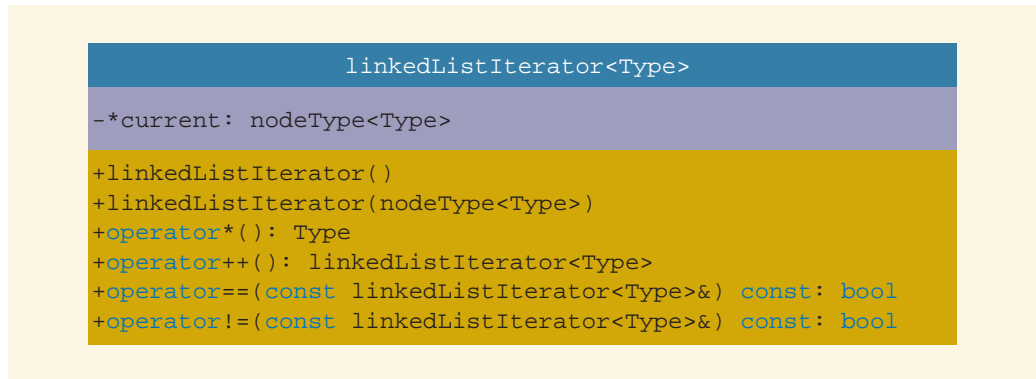 linkedListIterator<Type>
-*current: nodeType<Type>
+linkedListIterator()
+linkedListIterator(nodeType<Type>)
+operator*(): Type
+operator++(): linkedListIterator<Type>
+operator==(const linkedListIterator<Type>&) const: bool
+operator!=(const linkedListIterator<Type>&) const: bool